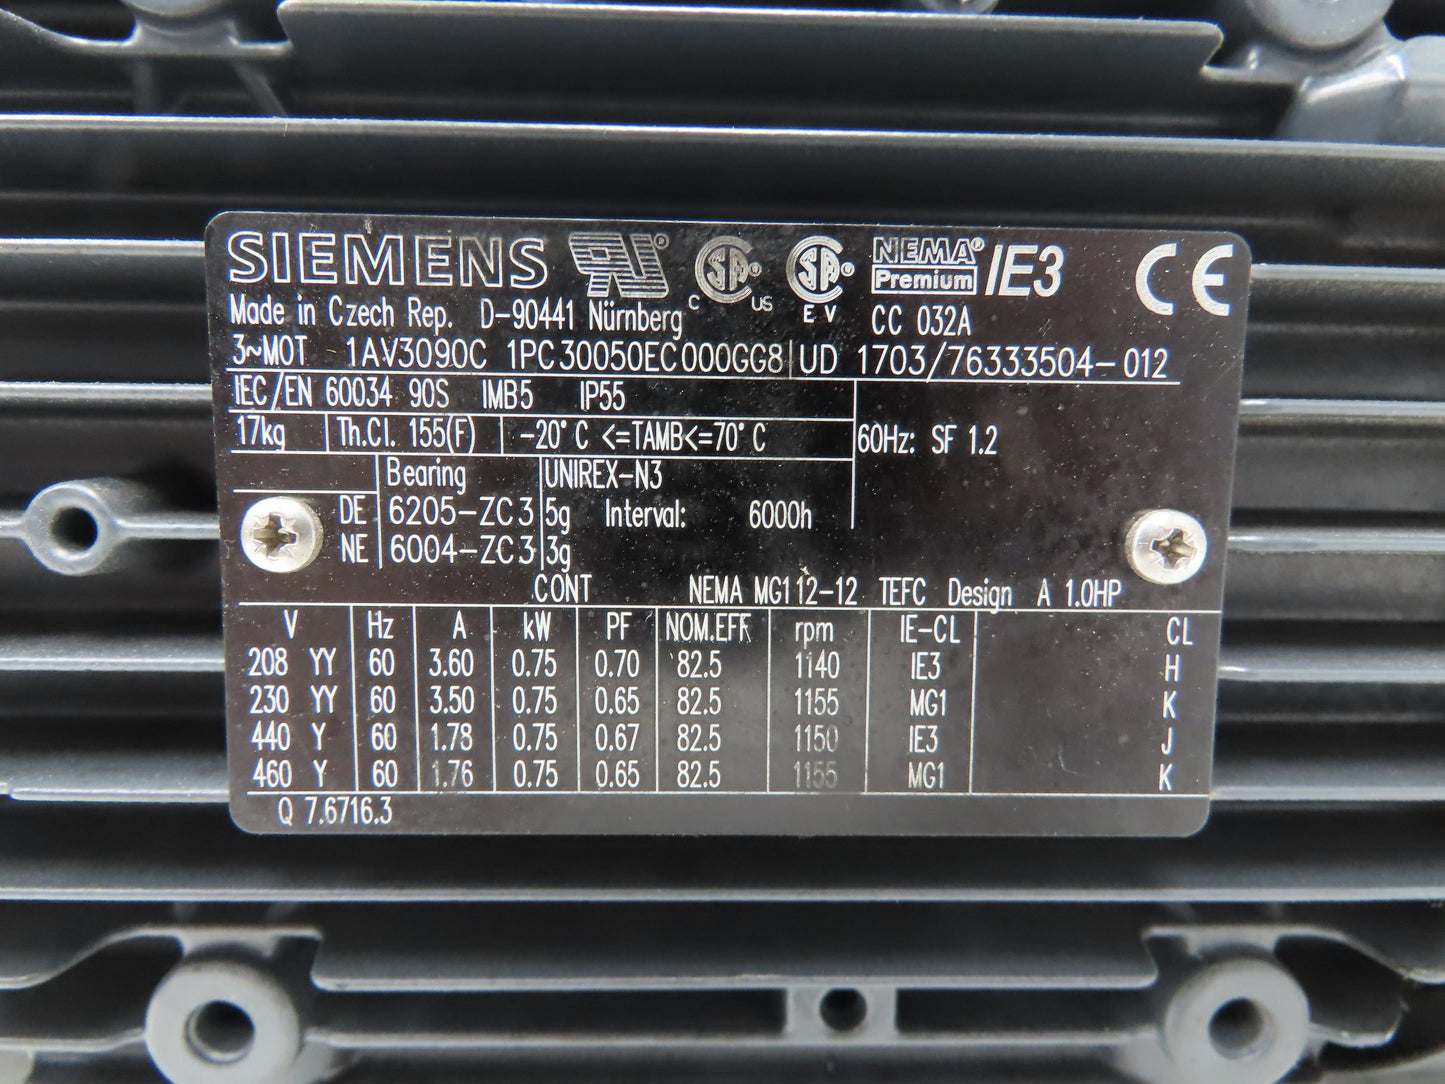 SIEMENS ® C SA ® US SA ® E V NEMA® Premium IE3 CE
Made in Czech Rep. D-90441 Nürnberg CC 032A
3~MOT 1AV3090C 1PC30050EC000GG8 UD 1703/76333504-012
IEC/EN 60034 90S IMB5 IP55
17kg Th.Cl. 155(F) -20°C <=TAMB<=70°C 60Hz: SF 1.2
Bearing UNIREX-N3
DE 6205-ZC3 5g Interval: 6000h
NE 6004-ZC3 3g
CONT NEMA MG112-12 TEFC Design A 1.0HP
V Hz A kW PF NOM.EFF rpm IE-CL CL
208 YY 60 3.60 0.75 0.70 82.5 1140 IE3 H
230 YY 60 3.50 0.75 0.65 82.5 1155 MG1 K
440 Y 60 1.78 0.75 0.67 82.5 1150 IE3 J
460 Y 60 1.76 0.75 0.65 82.5 1155 MG1 K
Q 7.6716.3